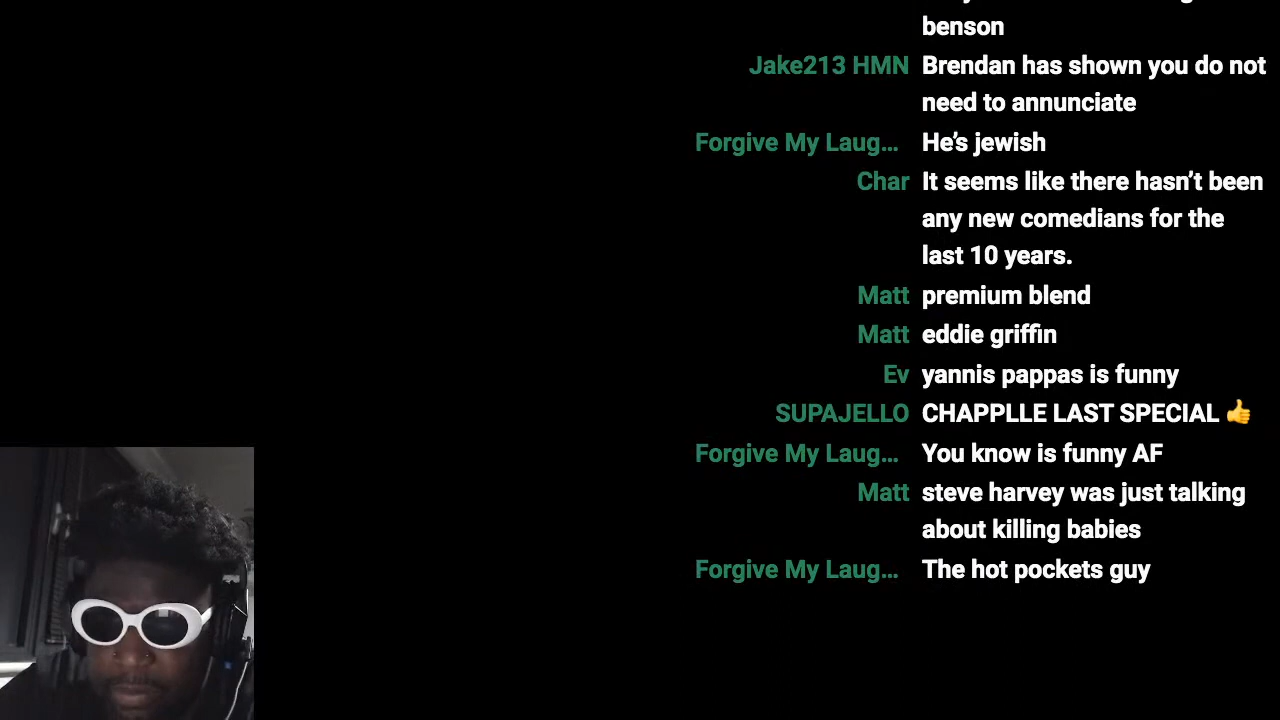 benson
Jake213 HMN Brendan has shown you do not
need to annunciate
Forgive My Laug... He's jewish
Char It seems like there hasn't been
any new comedians for the
last 10 years.
Matt premium blend
Matt eddie griffin
Ev yannis pappas is funny
SUPAJELLO CHAPPLLE LAST SPECIAL 👍
Forgive My Laug... You know is funny AF
Matt steve harvey was just talking
about killing babies
Forgive My Laug... The hot pockets guy